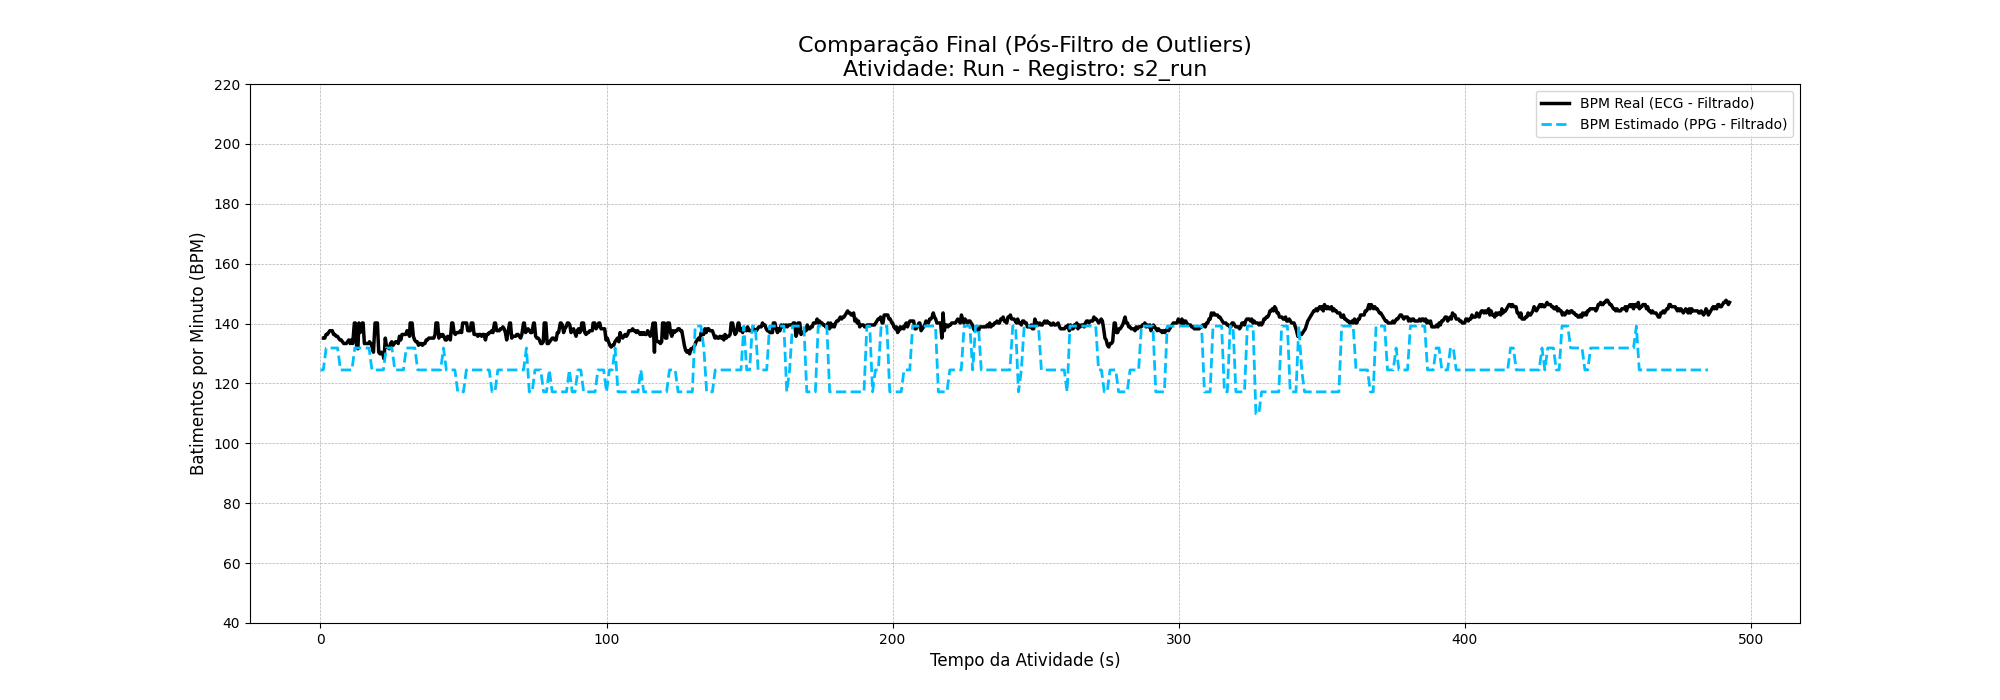 Comparação Final (Pós-Filtro de Outliers)
Atividade: Run - Registro: s2_run
BPM Real (ECG - Filtrado)
BPM Estimado (PPG - Filtrado)
Batimentos por Minuto (BPM)
220
200
180
160
140
120
100
80
60
40
0
100
200
300
400
500
Tempo da Atividade (s)